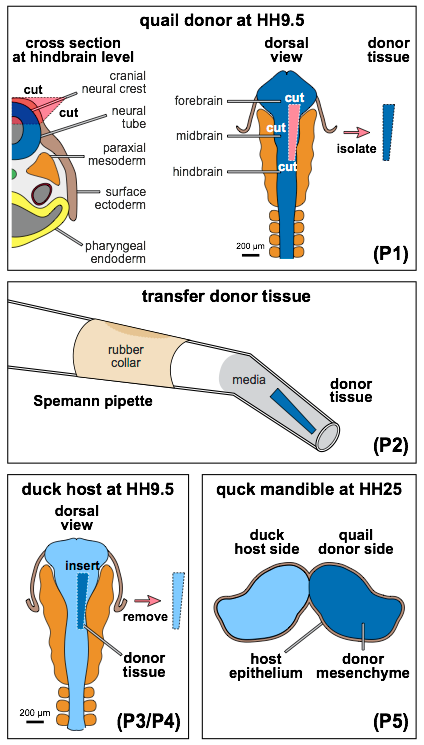 quail donor at HH9.5
cross section
at hindbrain level
cut
cut
cranial
neural crest
neural
tube
paraxial
mesoderm
surface
ectoderm
pharyngeal
endoderm
dorsal
view
forebrain
midbrain
hindbrain
cut
cut
cut
200 µm
donor
tissue
isolate
(P1)
transfer donor tissue
rubber
collar
media
donor
tissue
Spemann pipette
(P2)
duck host at HH9.5
dorsal
view
insert
remove
donor
tissue
200 µm
(P3/P4)
quck mandible at HH25
duck
host side
quail
donor side
host
epithelium
donor
mesenchyme
(P5)